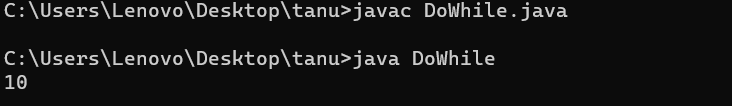 C:\Users\Lenovo\Desktop\tanu>javac DoWhile.java
C:\Users\Lenovo\Desktop\tanu>java DoWhile
10